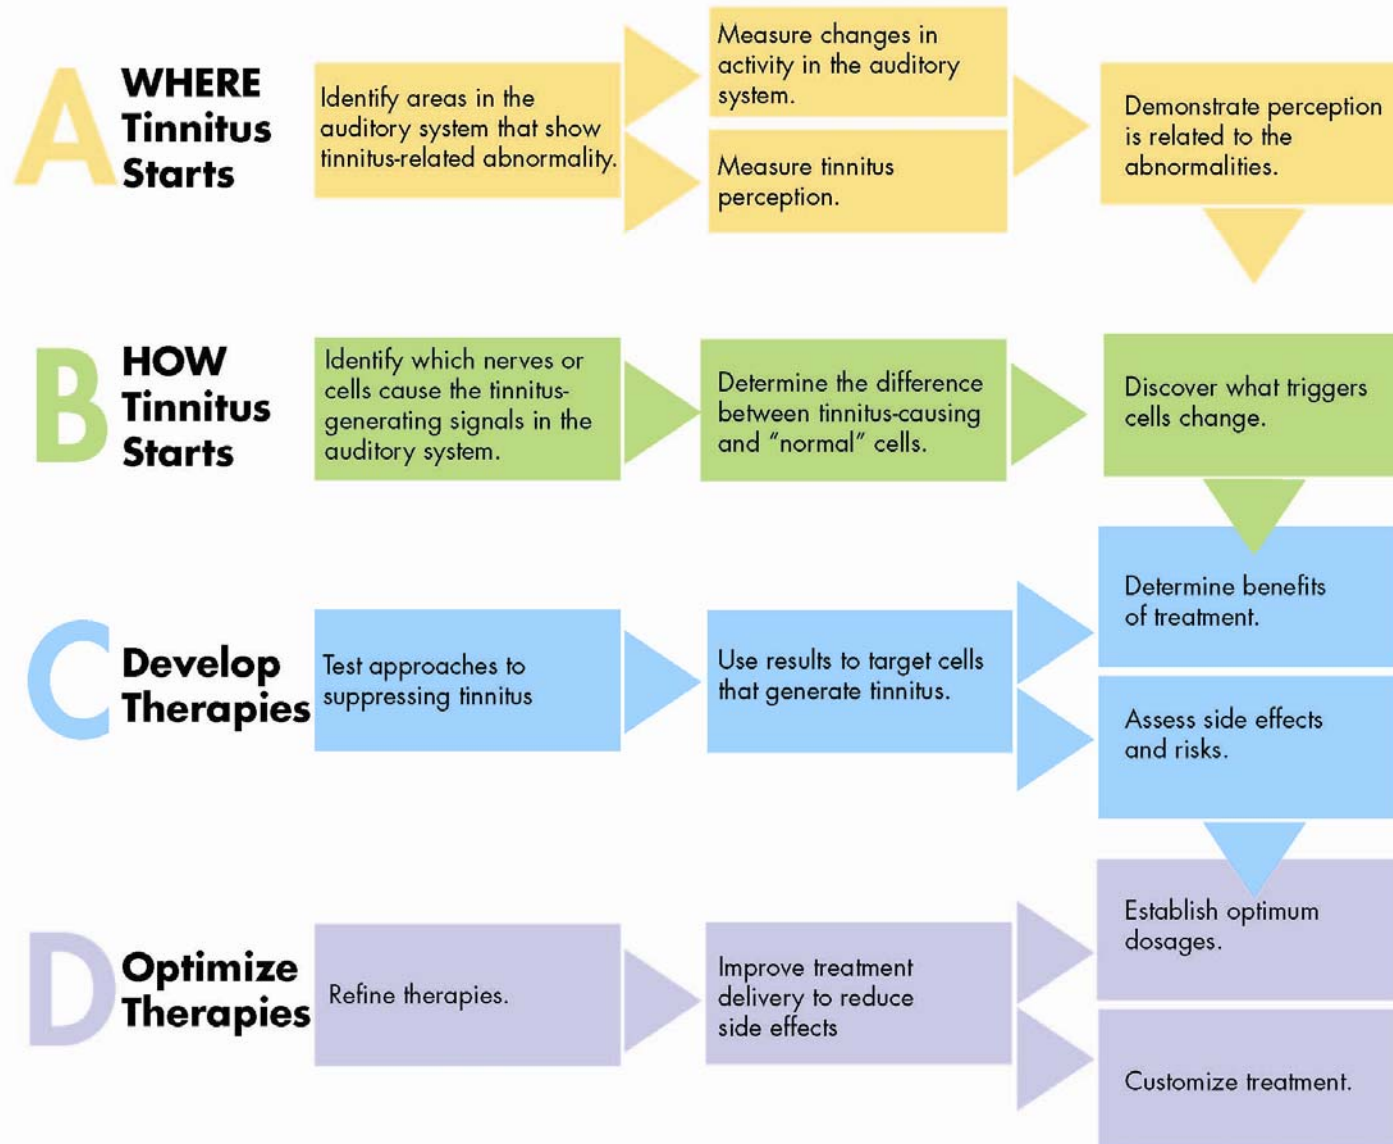 A
WHERE
Tinnitus
Starts
Identify areas in the
auditory system that show
tinnitus-related abnormality.
Measure changes in
activity in the auditory
system.
Measure tinnitus
perception.
Demonstrate perception
is related to the
abnormalities.
B
HOW
Tinnitus
Starts
Identify which nerves or
cells cause the tinnitus-
generating signals in the
auditory system.
Determine the difference
between tinnitus-causing
and “normal” cells.
Discover what triggers
cells change.
C
Develop
Therapies
Test approaches to
suppressing tinnitus
Use results to target cells
that generate tinnitus.
Determine benefits
of treatment.
Assess side effects
and risks.
D
Optimize
Therapies
Refine therapies.
Improve treatment
delivery to reduce
side effects
Establish optimum
dosages.
Customize treatment.